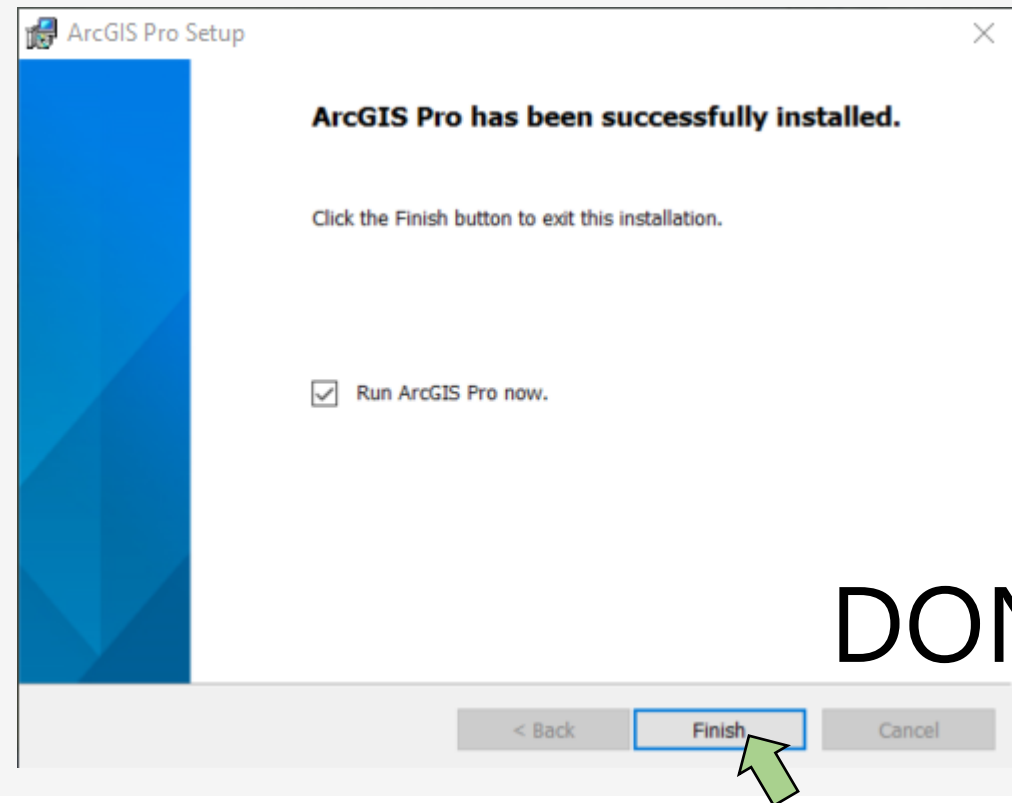 ArcGIS Pro Setup
ArcGIS Pro has been successfully installed.
Click the Finish button to exit this installation.
Run ArcGIS Pro now.
DON
< Back Finish Cancel